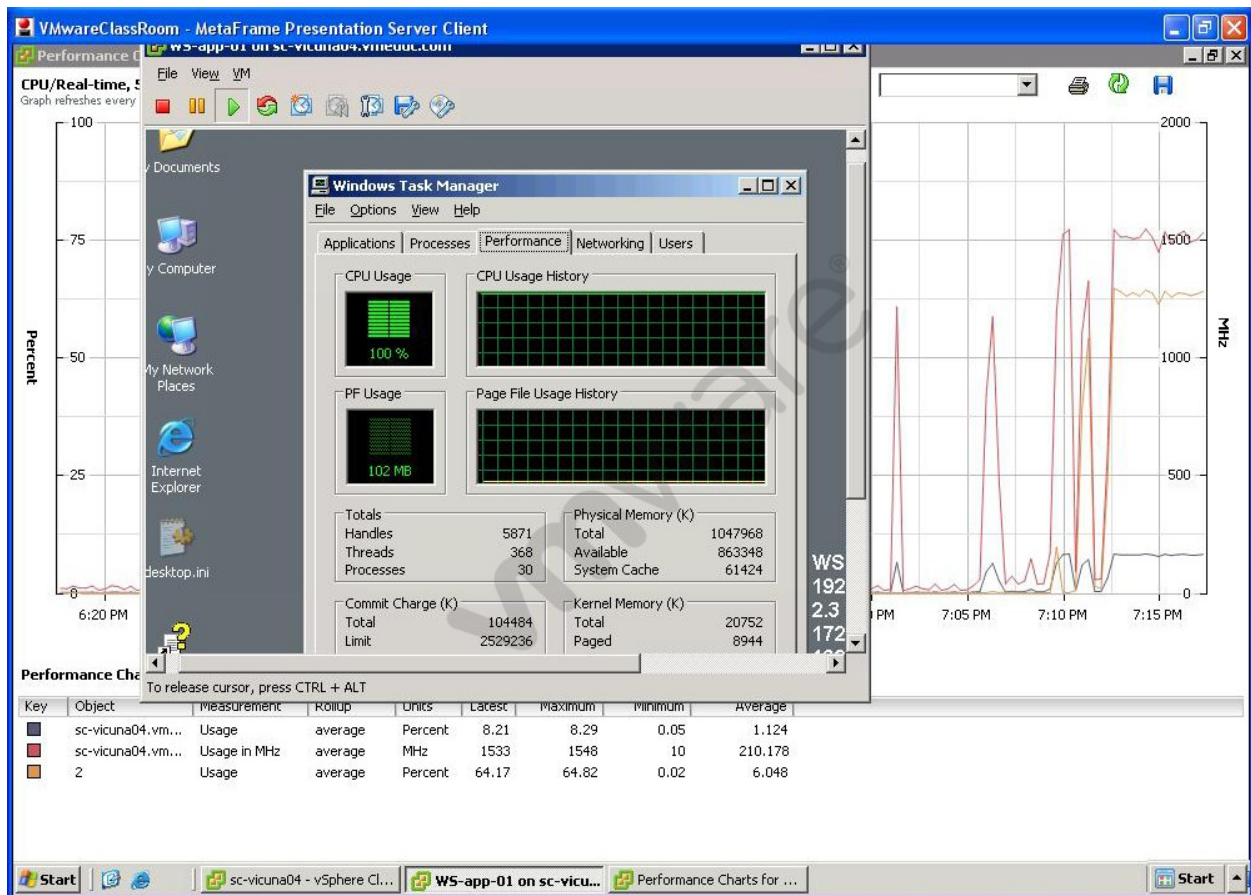 VMwareClassRoom - MetaFrame Presentation Server Client
Performance C
WS-app-01 on sc-vicuna04.vmeduc.com
CPU/Real-time, 5
Graph refreshes every
File View VM
100
2000
y Documents
Windows Task Manager
File Options View Help
Applications Processes Performance Networking Users
75
1500
y Computer
CPU Usage
CPU Usage History
100 %
Percent
MHz
50
1000
My Network
Places
PF Usage
Page File Usage History
102 MB
25
500
Internet
Explorer
Totals
Handles 5871
Threads 368
Processes 30
Physical Memory (K)
Total 1047968
Available 863348
System Cache 61424
desktop.ini
WS
192
2.3
172
Commit Charge (K)
Total 104484
Limit 2529236
Kernel Memory (K)
Total 20752
Paged 8944
vmware®
0
0
6:20 PM
PM
7:05 PM
7:10 PM
7:15 PM
Performance Cha
To release cursor, press CTRL + ALT
Key Object Measurement Rollup Units Latest Maximum Minimum Average
sc-vicuna04.vm... Usage average Percent 8.21 8.29 0.05 1.124
sc-vicuna04.vm... Usage in MHz average MHz 1533 1548 10 210.178
2 Usage average Percent 64.17 64.82 0.02 6.048
Start
sc-vicuna04 - vSphere Cl...
WS-app-01 on sc-vicu...
Performance Charts for ...
Start